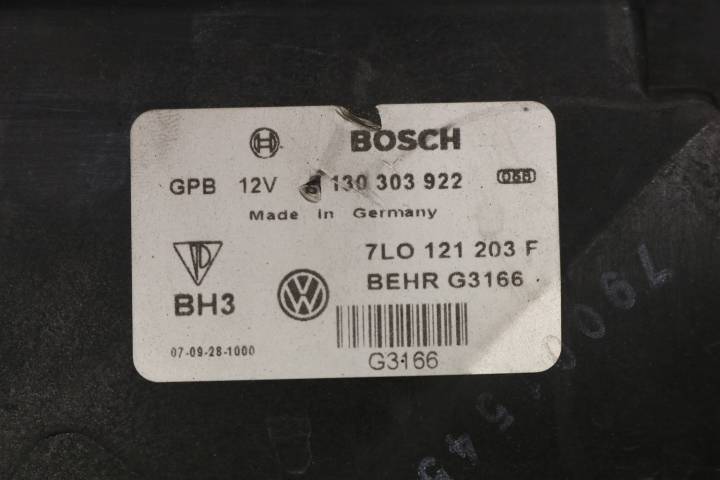 BOSCH
GPB 12V 130 303 922
Made in Germany
7L0 121 203 F
BEHR G3166
BH3
07-09-28-1000
G3166